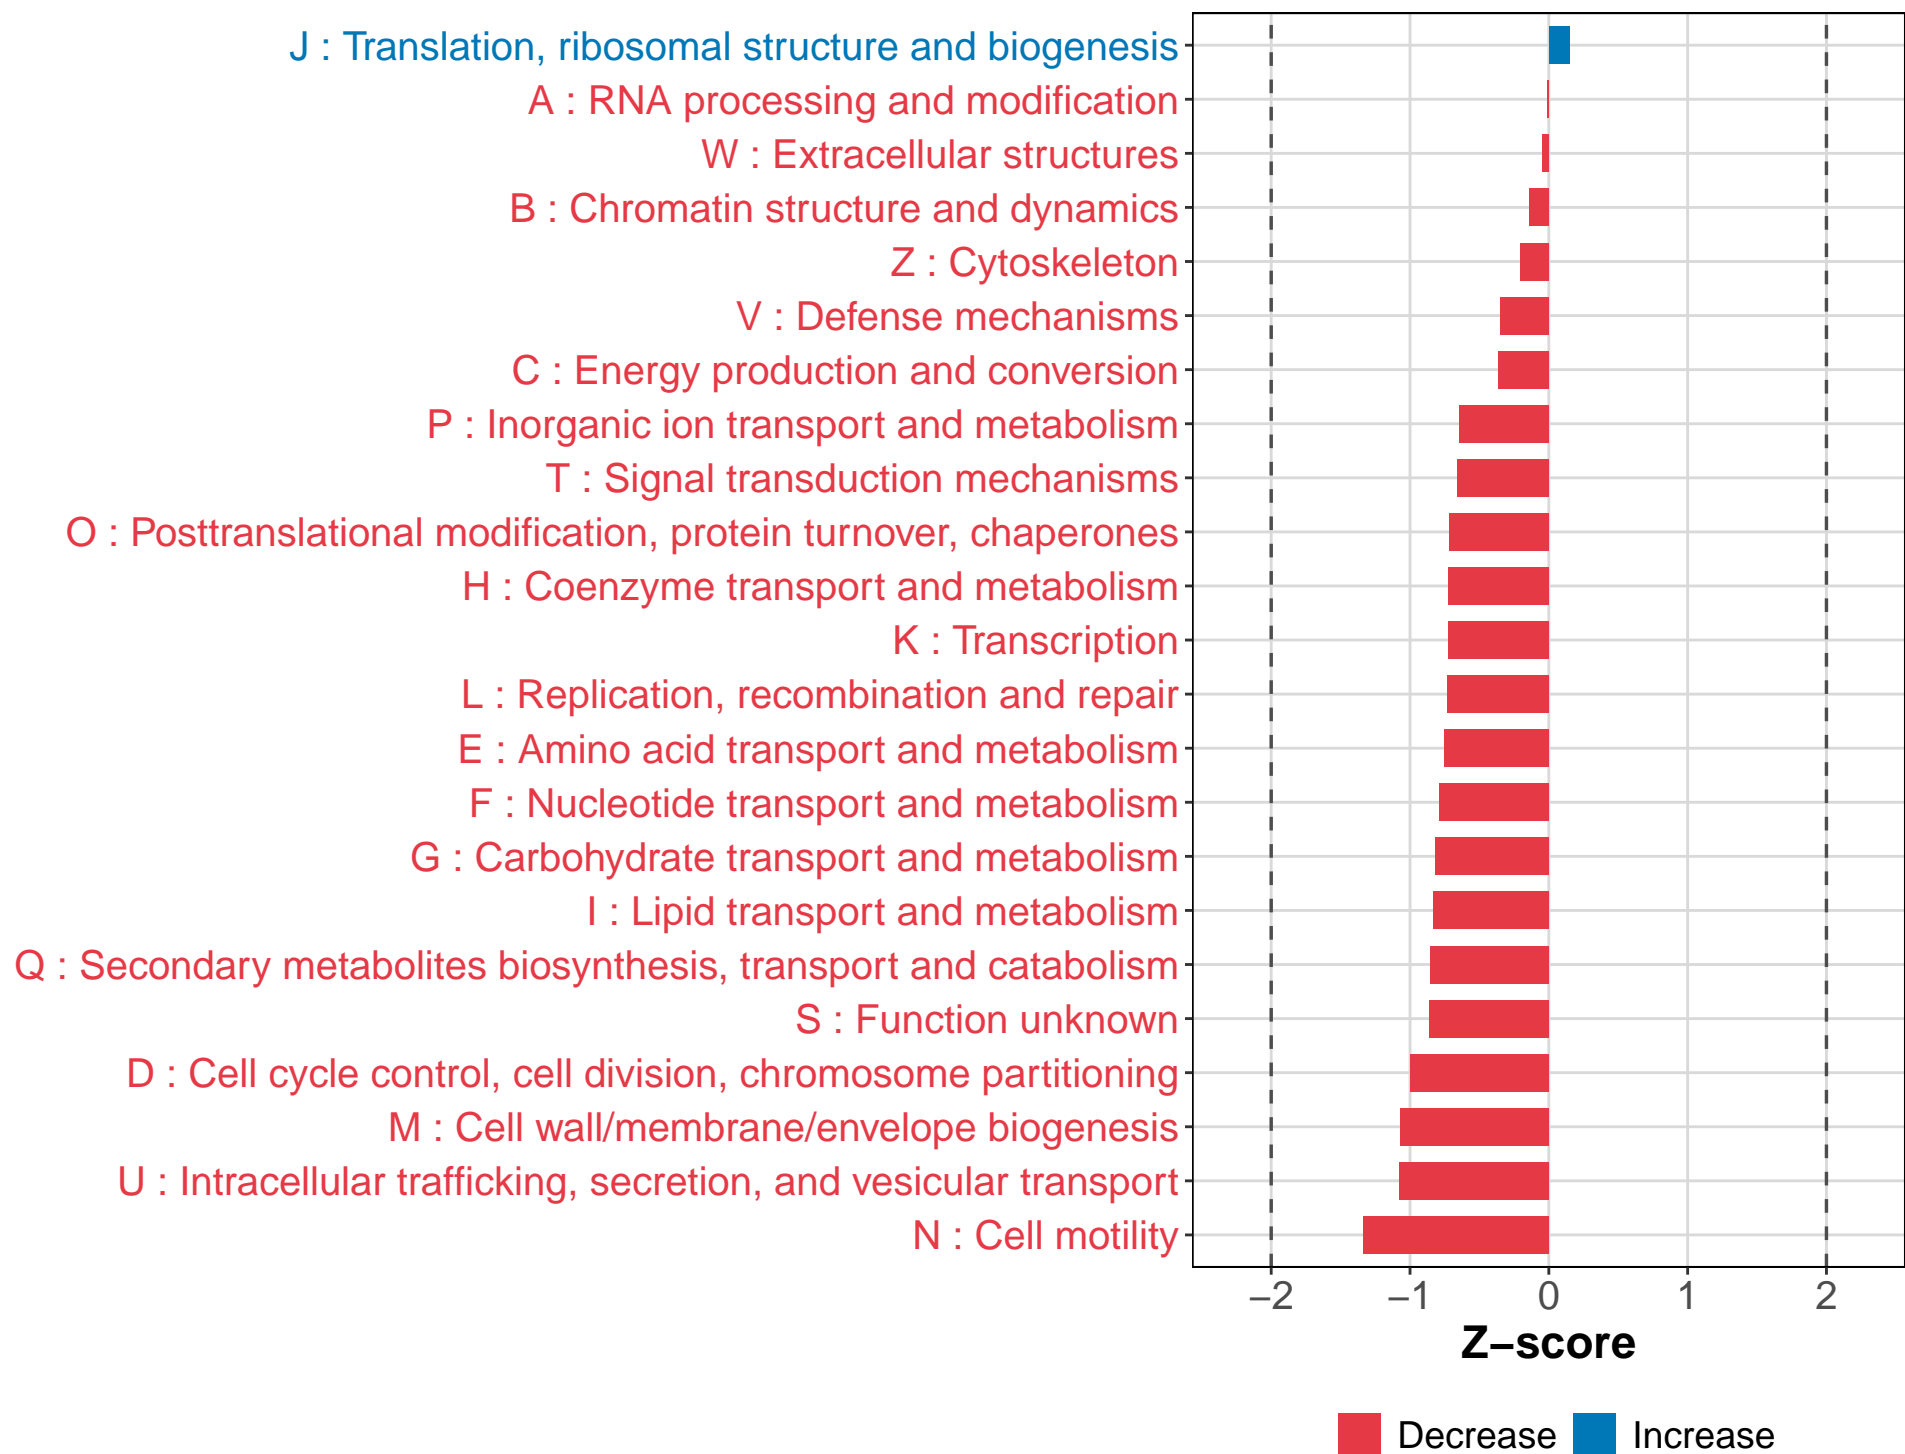 J : Translation, ribosomal structure and biogenesis
A : RNA processing and modification
W : Extracellular structures
B : Chromatin structure and dynamics
Z : Cytoskeleton
V : Defense mechanisms
C : Energy production and conversion
P : Inorganic ion transport and metabolism
T : Signal transduction mechanisms
O : Posttranslational modification, protein turnover, chaperones
H : Coenzyme transport and metabolism
K : Transcription
L : Replication, recombination and repair
E : Amino acid transport and metabolism
F : Nucleotide transport and metabolism
G : Carbohydrate transport and metabolism
I : Lipid transport and metabolism
Q : Secondary metabolites biosynthesis, transport and catabolism
S : Function unknown
D : Cell cycle control, cell division, chromosome partitioning
M : Cell wall/membrane/envelope biogenesis
U : Intracellular trafficking, secretion, and vesicular transport
N : Cell motility
−2 −1 0 1 2
Z−score
Decrease Increase